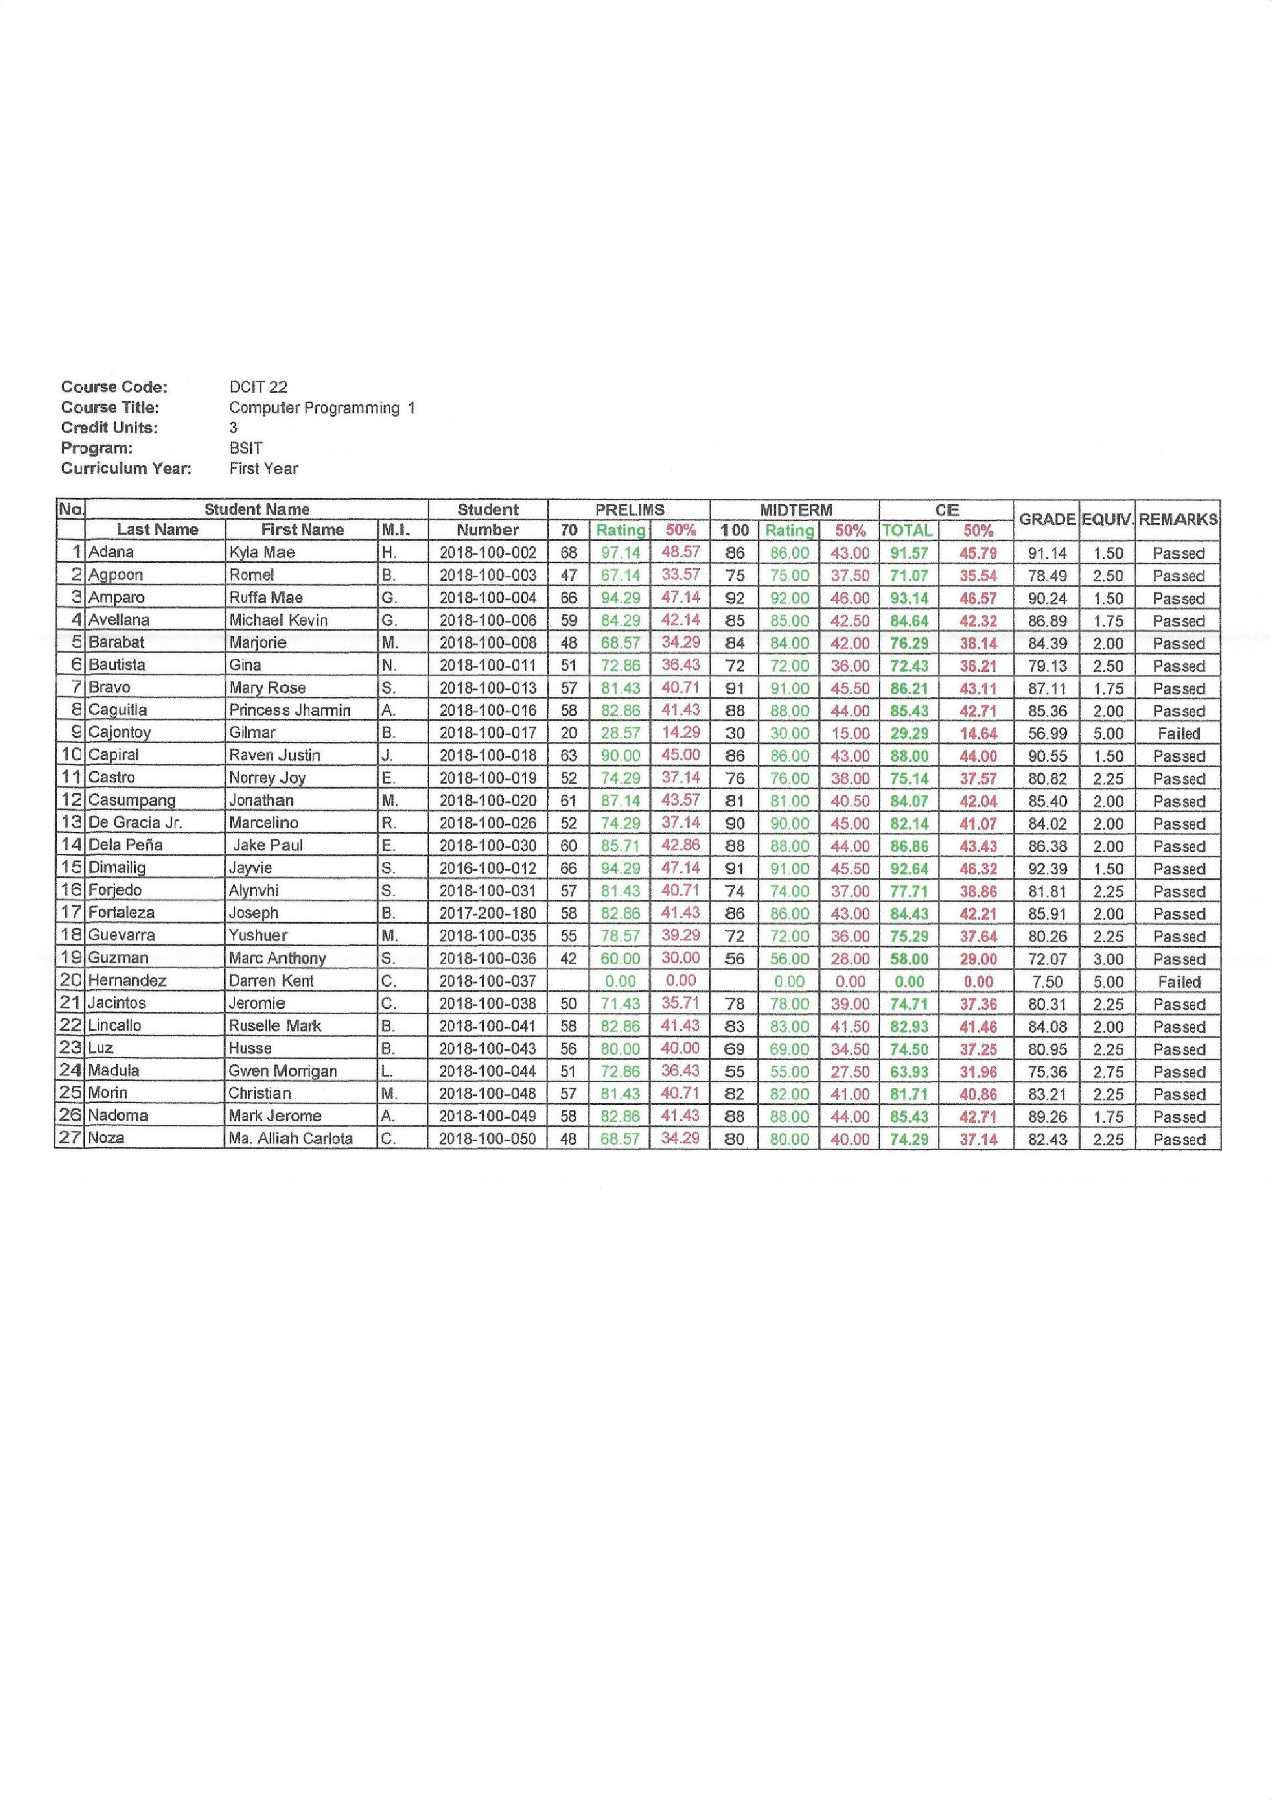 Course Code: DCIT 22
Course Title: Computer Programming 1
Credit Units: 3
Program: BSIT
Curriculum Year: First Year
No. Student Name Student PRELIMS MIDTERM CE GRADE EQUIV. REMARKS
Last Name First Name M.I. Number 70 Rating 50% 100 Rating 50% TOTAL 50%
1 Adana Kyla Mae H. 2018-100-002 68 97.14 48.57 86 86.00 43.00 91.57 45.79 91.14 1.50 Passed
2 Agpoon Romel B. 2018-100-003 47 67.14 33.57 75 75.00 37.50 71.07 35.54 78.49 2.50 Passed
3 Amparo Ruffa Mae G. 2018-100-004 66 94.29 47.14 92 92.00 46.00 93.14 46.57 90.24 1.50 Passed
4 Avellana Michael Kevin G. 2018-100-006 59 84.29 42.14 85 85.00 42.50 84.64 42.32 86.89 1.75 Passed
5 Barabat Marjorie M. 2018-100-008 48 68.57 34.29 84 84.00 42.00 76.29 38.14 84.39 2.00 Passed
6 Bautista Gina N. 2018-100-011 51 72.86 36.43 72 72.00 36.00 72.43 36.21 79.13 2.50 Passed
7 Bravo Mary Rose S. 2018-100-013 57 81.43 40.71 91 91.00 45.50 86.21 43.11 87.11 1.75 Passed
8 Caguitla Princess Jharmin A. 2018-100-016 58 82.86 41.43 88 88.00 44.00 85.43 42.71 85.36 2.00 Passed
9 Cajontoy Gilmar B. 2018-100-017 20 28.57 14.29 30 30.00 15.00 29.29 14.64 56.99 5.00 Failed
10 Capiral Raven Justin J. 2018-100-018 63 90.00 45.00 86 86.00 43.00 88.00 44.00 90.55 1.50 Passed
11 Castro Norrey Joy E. 2018-100-019 52 74.29 37.14 76 76.00 38.00 75.14 37.57 80.82 2.25 Passed
12 Casumpang Jonathan M. 2018-100-020 61 87.14 43.57 81 81.00 40.50 84.07 42.04 85.40 2.00 Passed
13 De Gracia Jr. Marcelino R. 2018-100-026 52 74.29 37.14 90 90.00 45.00 82.14 41.07 84.02 2.00 Passed
14 Dela Peña Jake Paul E. 2018-100-030 60 85.71 42.86 88 88.00 44.00 86.86 43.43 86.38 2.00 Passed
15 Dimailig Jayvie S. 2016-100-012 66 94.29 47.14 91 91.00 45.50 92.64 46.32 92.39 1.50 Passed
16 Forjedo Alynvhi S. 2018-100-031 57 81.43 40.71 74 74.00 37.00 77.71 38.86 81.81 2.25 Passed
17 Fortaleza Joseph B. 2017-200-180 58 82.86 41.43 86 86.00 43.00 84.43 42.21 85.91 2.00 Passed
18 Guevarra Yushuer M. 2018-100-035 55 78.57 39.29 72 72.00 36.00 75.29 37.64 80.26 2.25 Passed
19 Guzman Marc Anthony S. 2018-100-036 42 60.00 30.00 56 56.00 28.00 58.00 29.00 72.07 3.00 Passed
20 Hernandez Darren Kent C. 2018-100-037 0.00 0.00 0.00 0.00 0.00 0.00 7.50 5.00 Failed
21 Jacintos Jeromie C. 2018-100-038 50 71.43 35.71 78 78.00 39.00 74.71 37.36 80.31 2.25 Passed
22 Lincallo Ruselle Mark B. 2018-100-041 58 82.86 41.43 83 83.00 41.50 82.93 41.46 84.08 2.00 Passed
23 Luz Husse B. 2018-100-043 56 80.00 40.00 69 69.00 34.50 74.50 37.25 80.95 2.25 Passed
24 Madula Gwen Morrigan L. 2018-100-044 51 72.86 36.43 55 55.00 27.50 63.93 31.96 75.36 2.75 Passed
25 Morin Christian M. 2018-100-048 57 81.43 40.71 82 82.00 41.00 81.71 40.86 83.21 2.25 Passed
26 Nadoma Mark Jerome A. 2018-100-049 58 82.86 41.43 88 88.00 44.00 85.43 42.71 89.26 1.75 Passed
27 Noza Ma. Alliah Carlota C. 2018-100-050 48 68.57 34.29 80 80.00 40.00 74.29 37.14 82.43 2.25 Passed